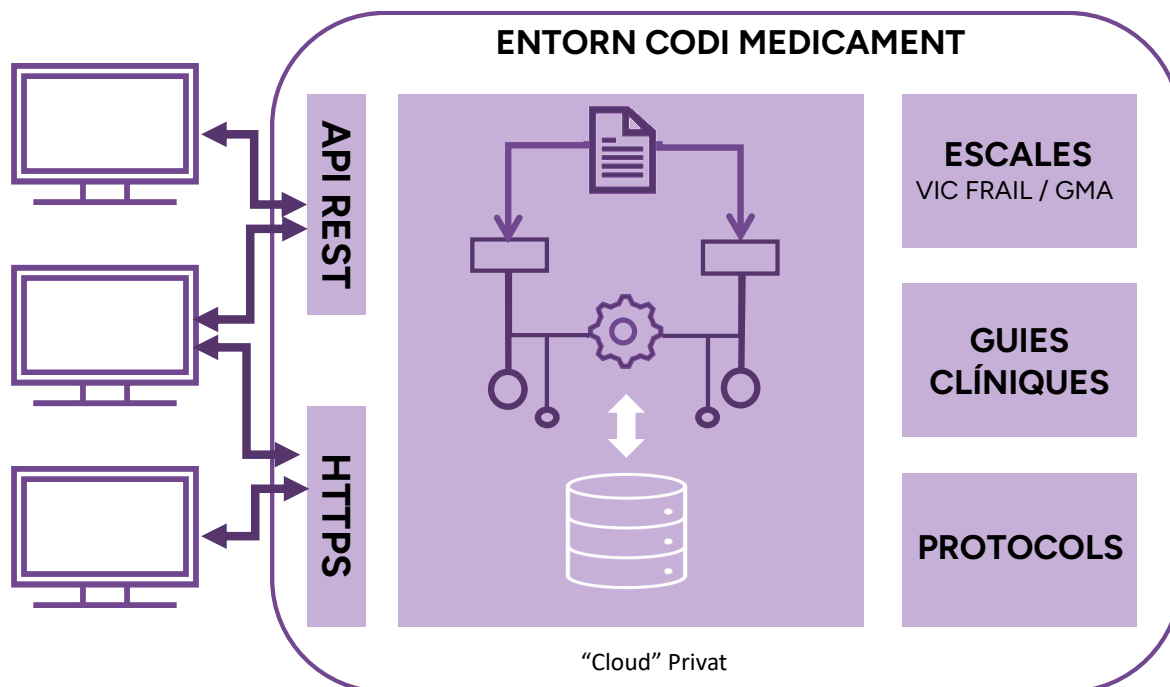 ENTORN CODI MEDICAMENT
API REST
HTTPS
ESCALES
VIC FRAIL / GMA
GUIES
CLÍNIQUES
PROTOCOLS
“Cloud” Privat